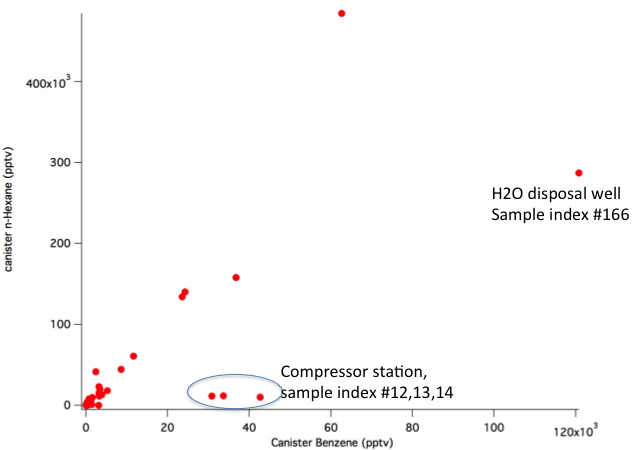 400x10³
300
200
100
0
canister n-Hexane (pptv)
H2O disposal well
Sample index #166
Compressor station,
sample index #12,13,14
0
20
40
60
80
100
120x10³
Canister Benzene (pptv)